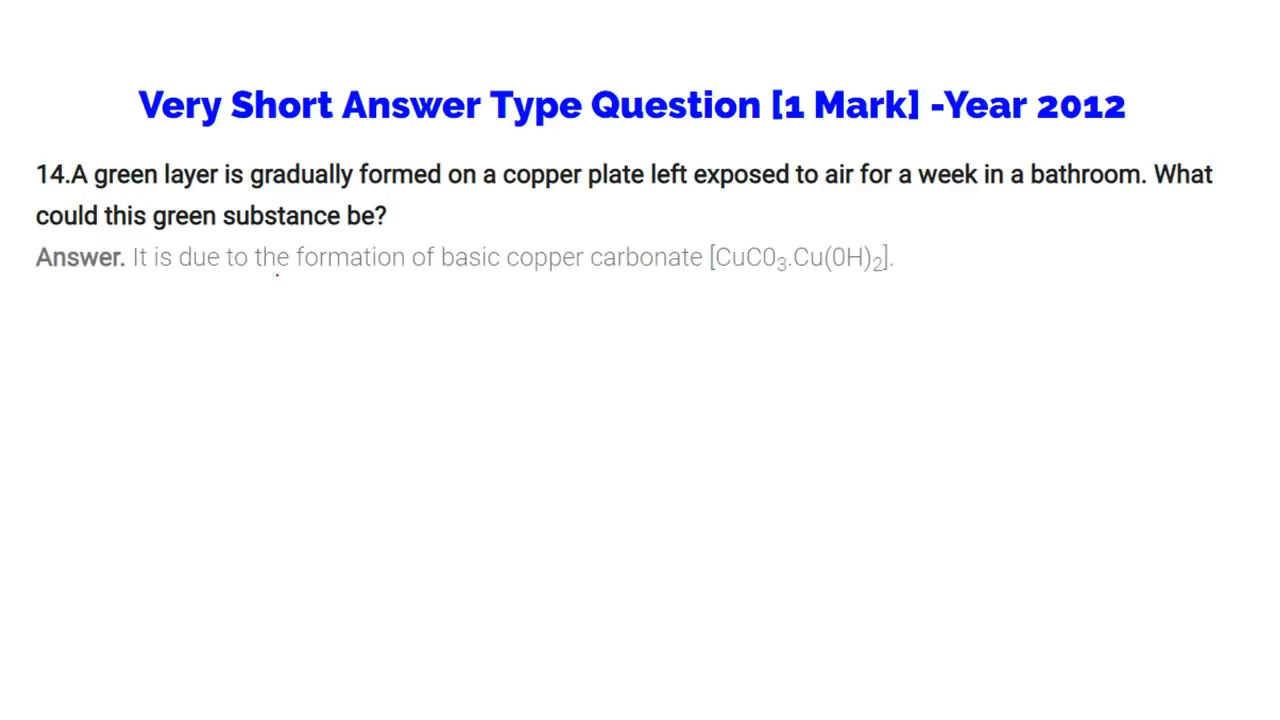 Very Short Answer Type Question [1 Mark] -Year 2012
14.A green layer is gradually formed on a copper plate left exposed to air for a week in a bathroom. What
could this green substance be?
Answer. It is due to the formation of basic copper carbonate [CuC0₃.Cu(0H)₂].